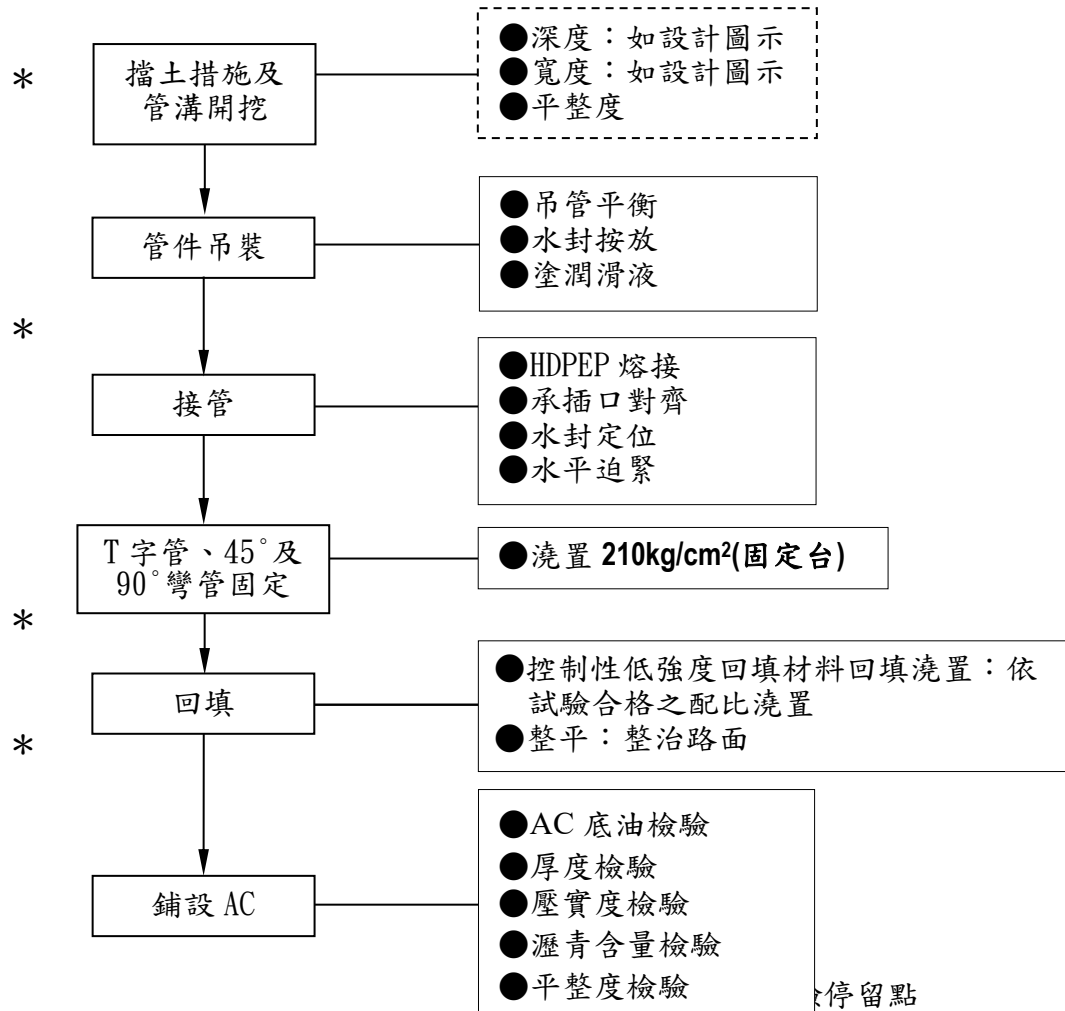 *
擋土措施及
管溝開挖
●深度：如設計圖示
●寬度：如設計圖示
●平整度
管件吊裝
●吊管平衡
●水封按放
●塗潤滑液
*
接管
●HDPEP 熔接
●承插口對齊
●水封定位
●水平迫緊
T 字管、45°及
90°彎管固定
●澆置 210kg/cm²(固定台)
*
回填
●控制性低強度回填材料回填澆置：依
試驗合格之配比澆置
●整平：整治路面
*
鋪設 AC
●AC 底油檢驗
●厚度檢驗
●壓實度檢驗
●瀝青含量檢驗
●平整度檢驗
停留點